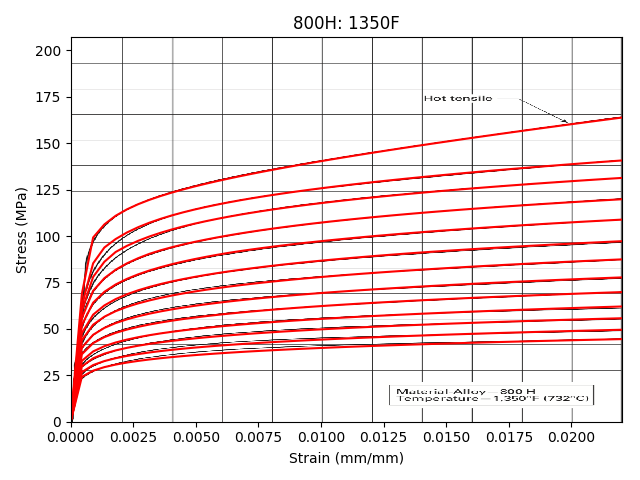 800H: 1350F
200
175
150
125
100
75
50
25
0
Stress (MPa)
Hot tensile
Material Alloy - 800 H
Temperature - 1.350°F (732°C)
0.0000 0.0025 0.0050 0.0075 0.0100 0.0125 0.0150 0.0175 0.0200
Strain (mm/mm)